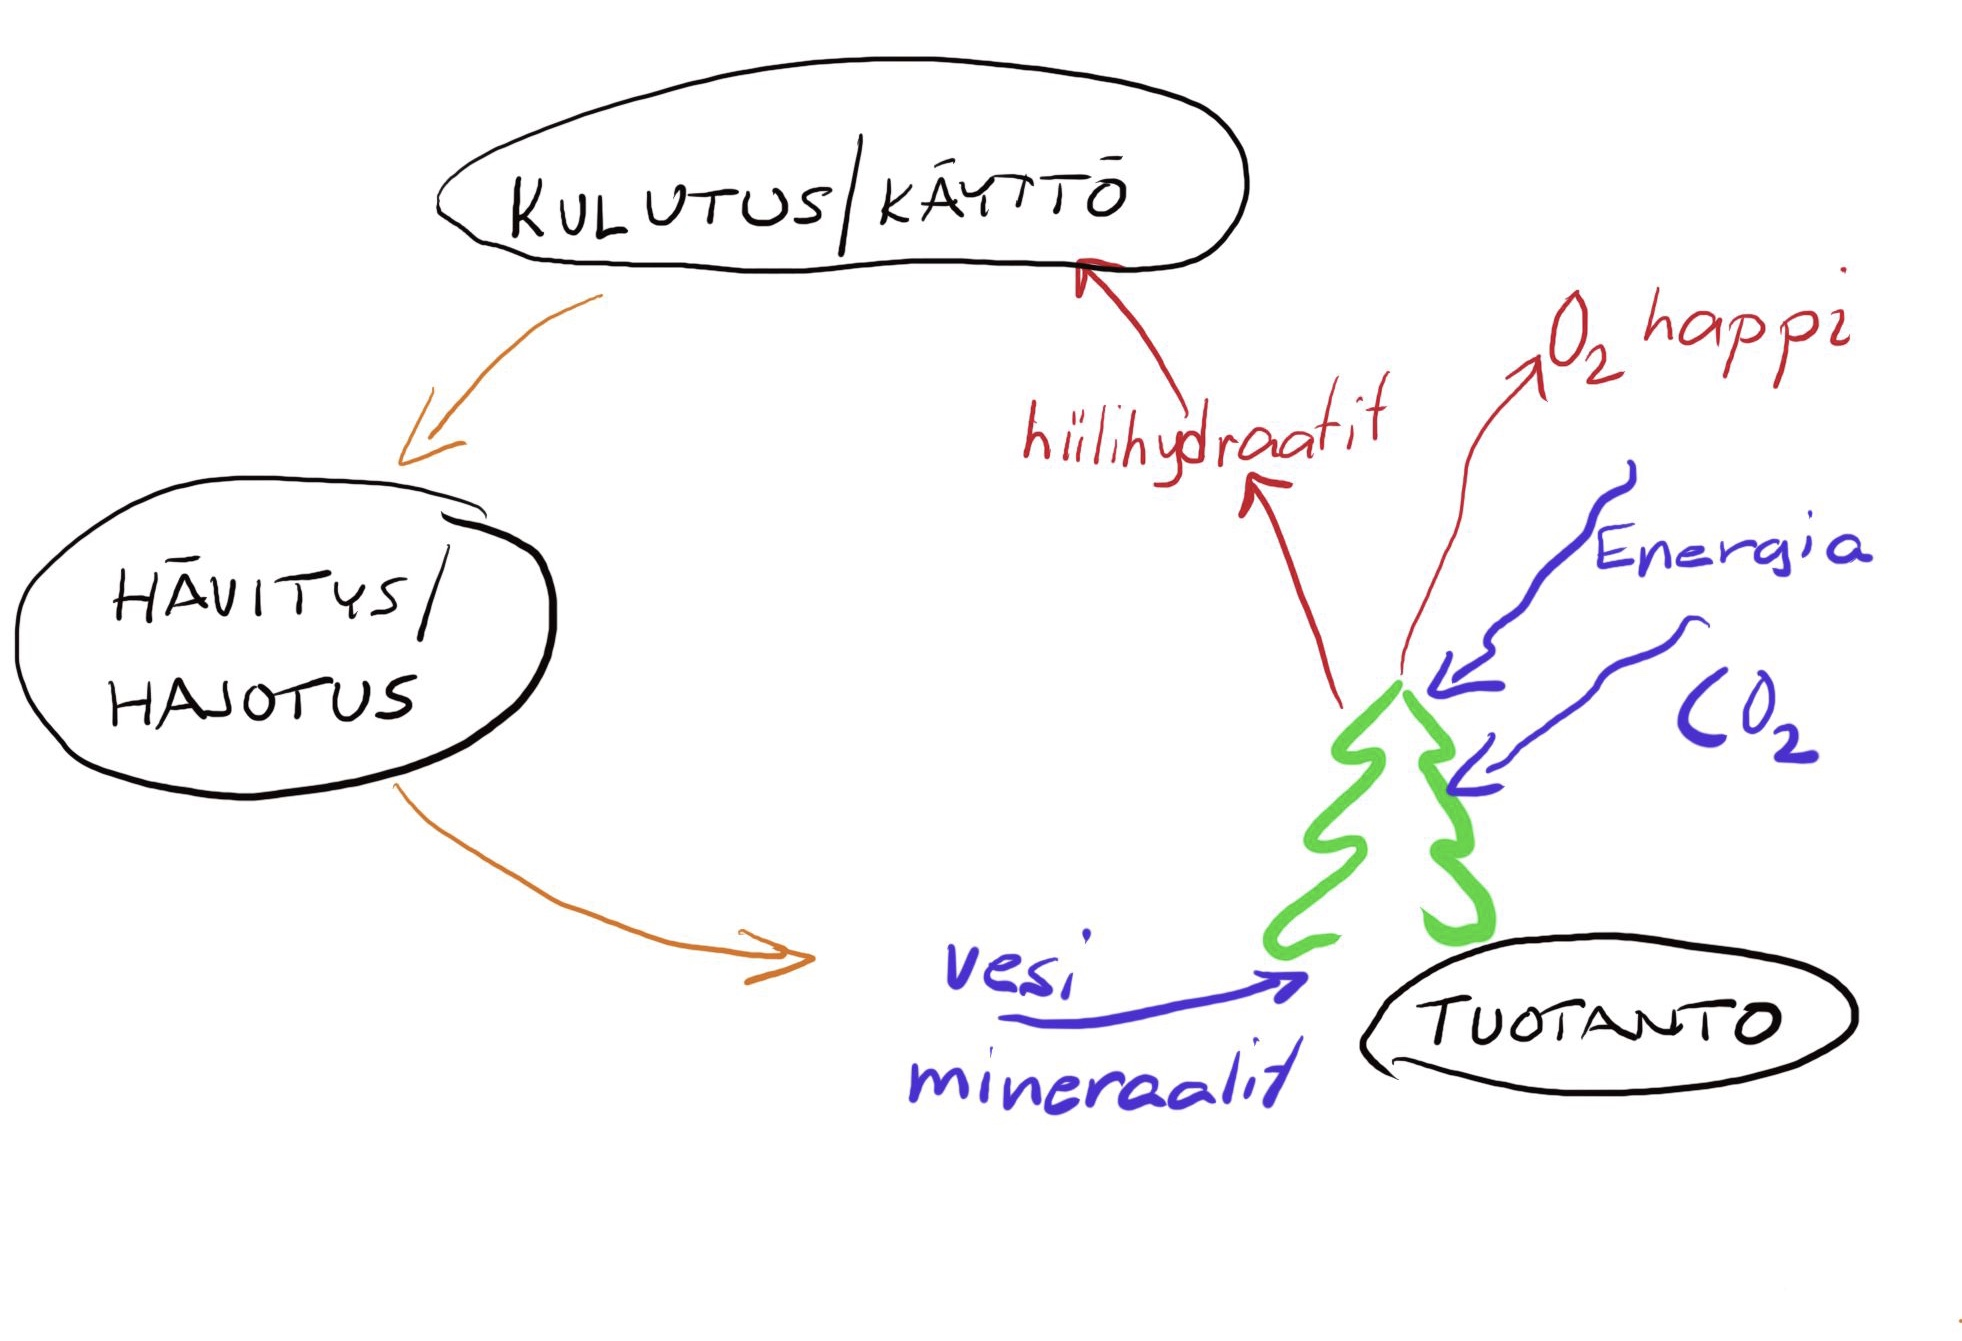 KULUTUS/KÄYTTÖ
O₂ happi
hiilihydraatit
Energia
HÄVITYS/
HAJOTUS
CO₂
vesi
mineraalit
TUOTANTO